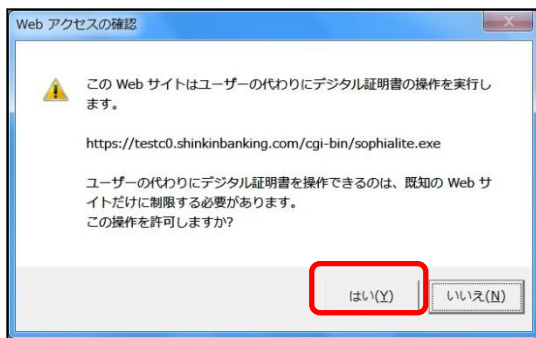 Web アクセスの確認
この Web サイトはユーザーの代わりにデジタル証明書の操作を実行し
ます。
https://testc0.shinkinbanking.com/cgi-bin/sophialite.exe
ユーザーの代わりにデジタル証明書を操作できるのは、既知の Web サ
イトだけに制限する必要があります。
この操作を許可しますか?
はい(Y)
いいえ(N)